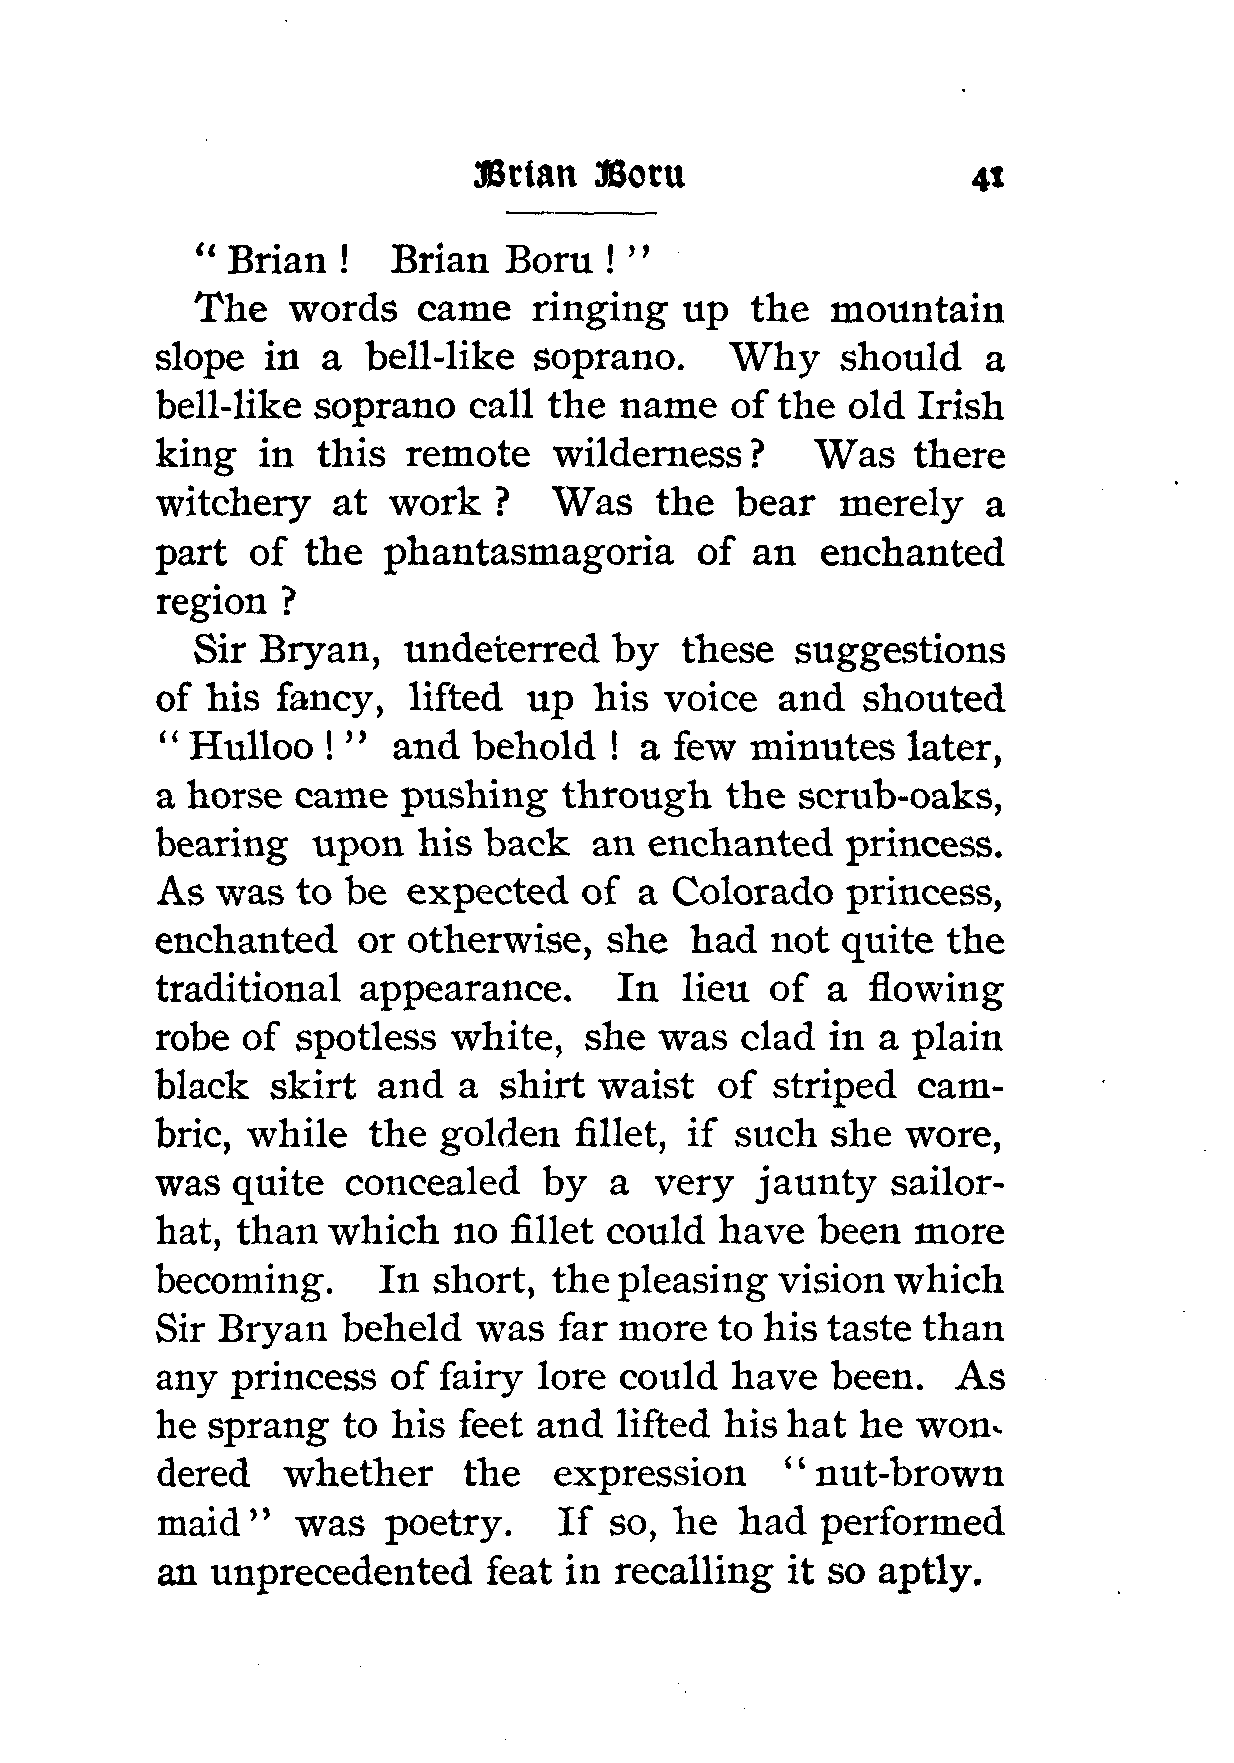 Brian Boru 41
“ Brian ! Brian Boru ! ”
The words came ringing up the mountain
slope in a bell-like soprano. Why should a
bell-like soprano call the name of the old Irish
king in this remote wilderness ? Was there
witchery at work ? Was the bear merely a
part of the phantasmagoria of an enchanted
region ?
Sir Bryan, undeterred by these suggestions
of his fancy, lifted up his voice and shouted
“ Hulloo ! ” and behold ! a few minutes later,
a horse came pushing through the scrub-oaks,
bearing upon his back an enchanted princess.
As was to be expected of a Colorado princess,
enchanted or otherwise, she had not quite the
traditional appearance. In lieu of a flowing
robe of spotless white, she was clad in a plain
black skirt and a shirt waist of striped cam-
bric, while the golden fillet, if such she wore,
was quite concealed by a very jaunty sailor-
hat, than which no fillet could have been more
becoming. In short, the pleasing vision which
Sir Bryan beheld was far more to his taste than
any princess of fairy lore could have been. As
he sprang to his feet and lifted his hat he won-
dered whether the expression “ nut-brown
maid ” was poetry. If so, he had performed
an unprecedented feat in recalling it so aptly.